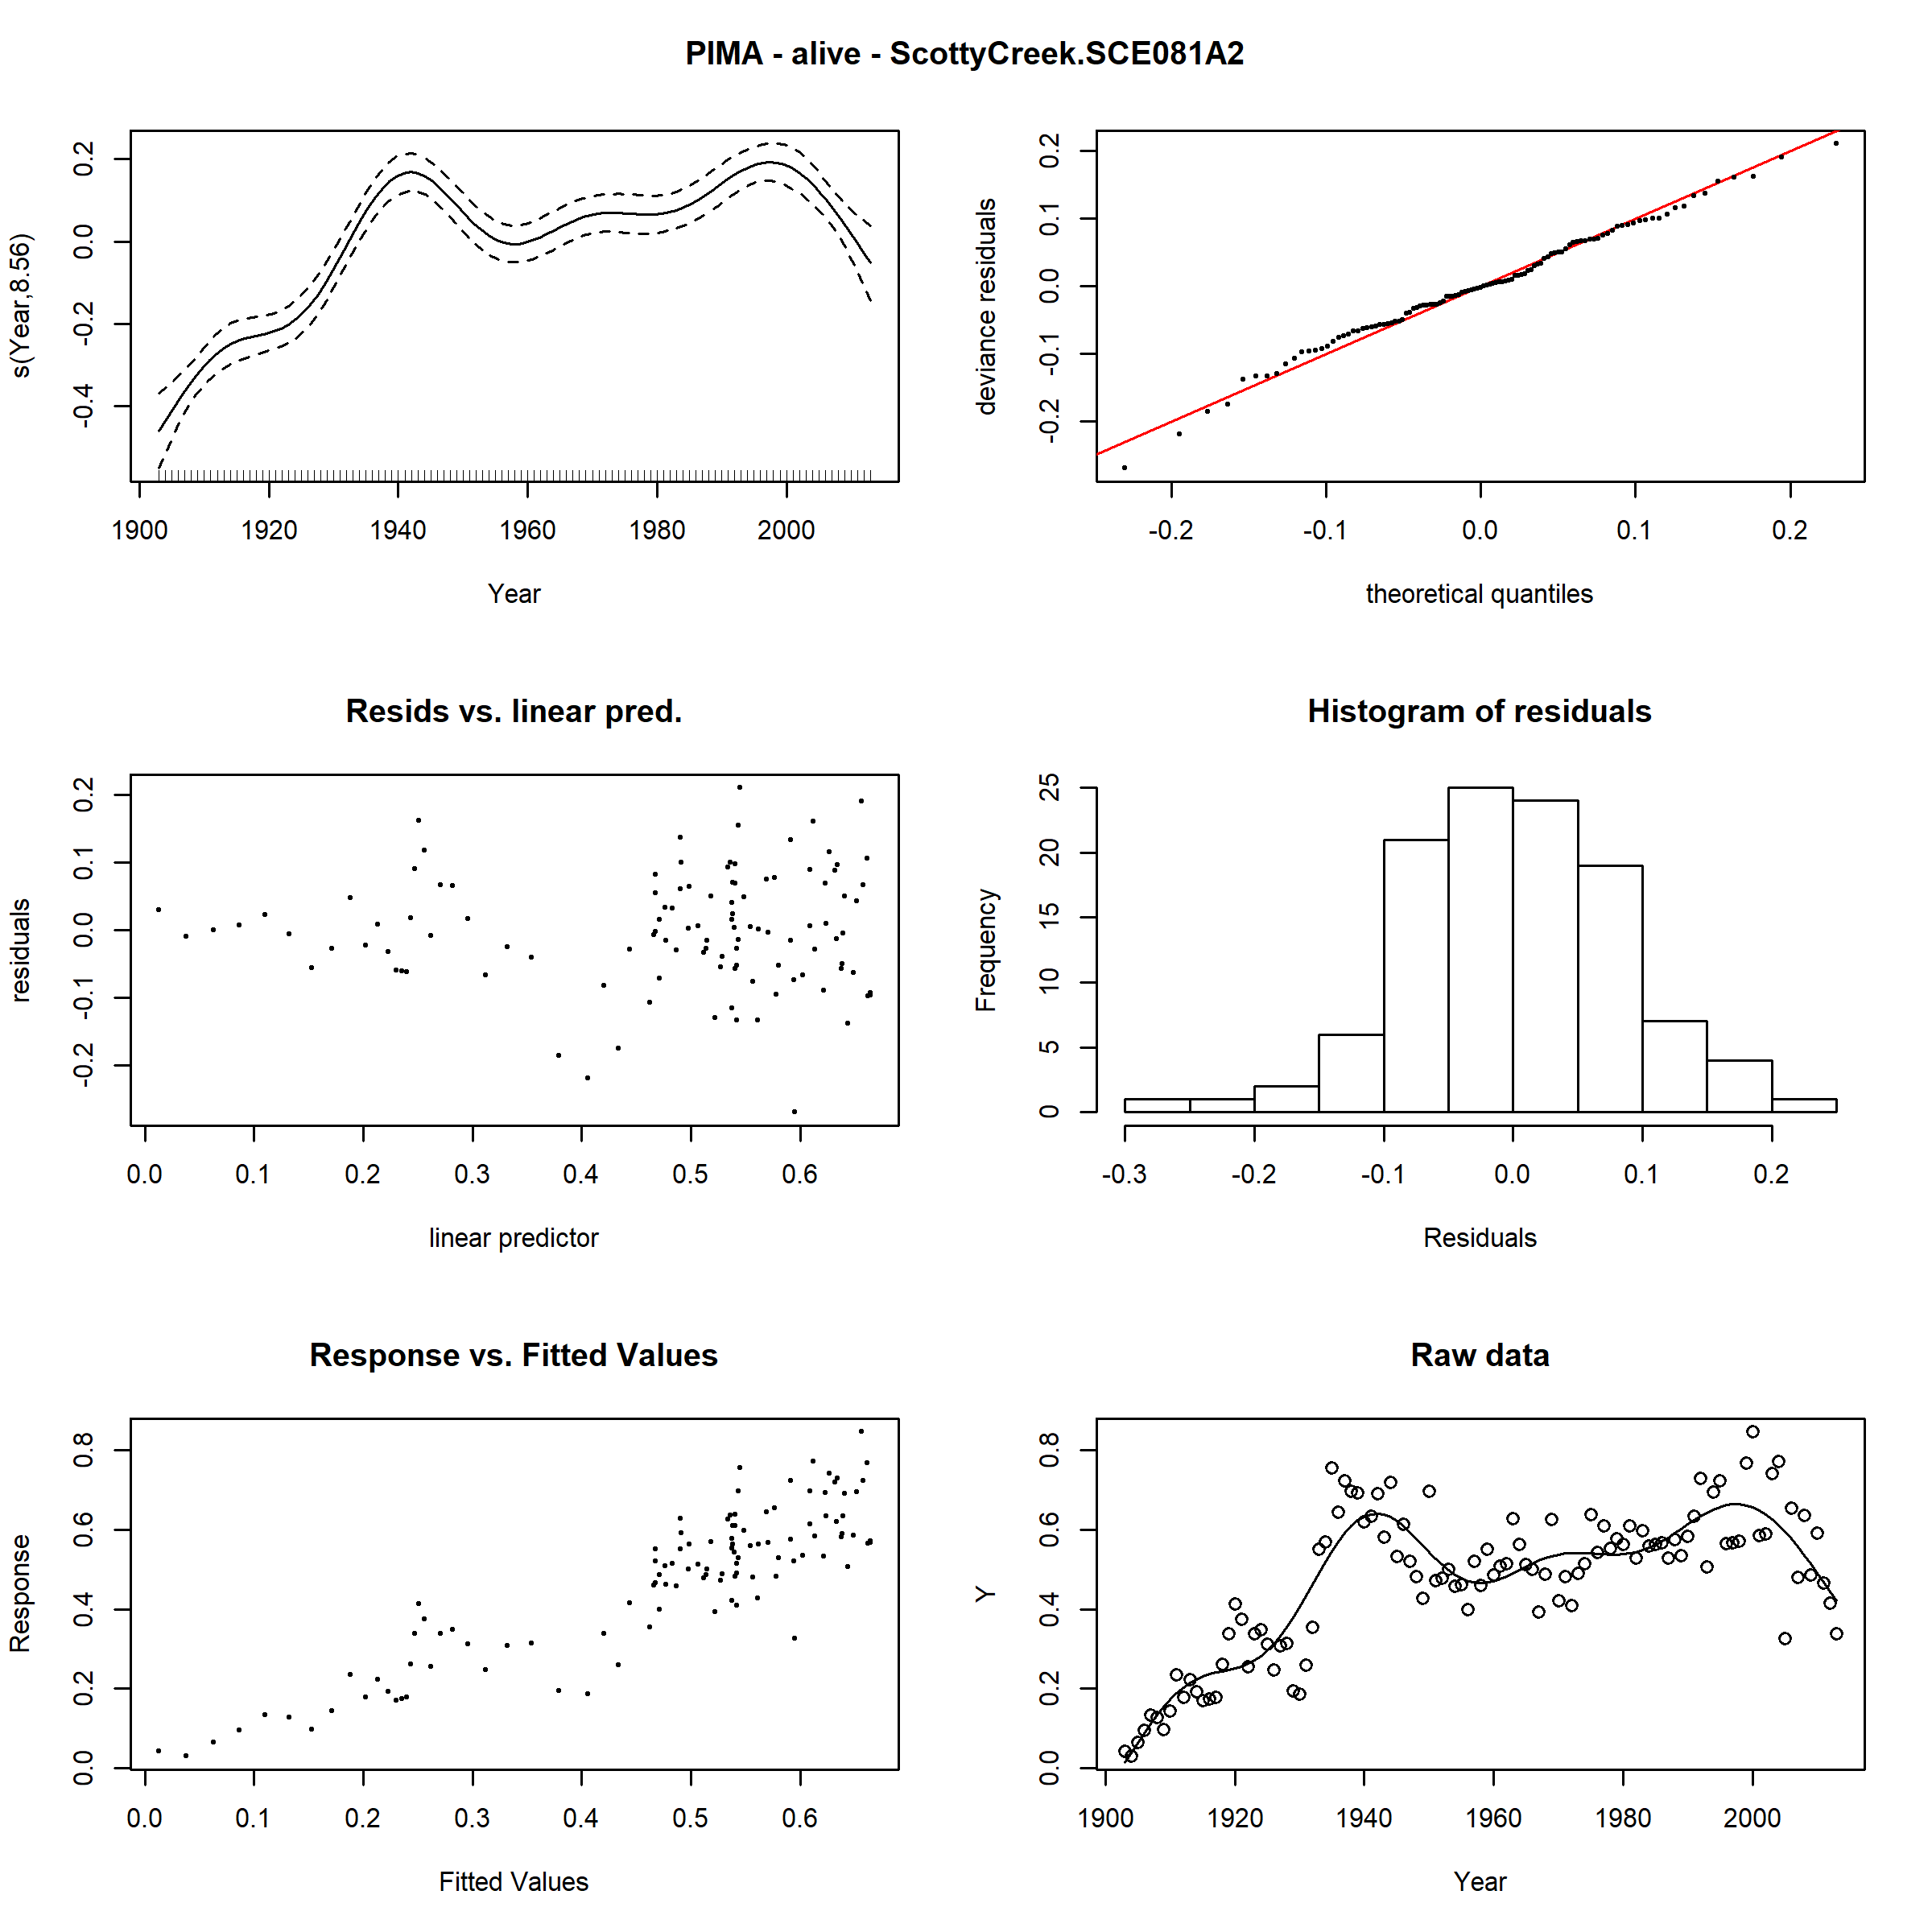 PIMA - alive - ScottyCreek.SCE081A2
s(Year,8.56)
0.2
0.0
-0.2
-0.4
1900 1920 1940 1960 1980 2000
Year
deviance residuals
0.2
0.1
0.0
-0.1
-0.2
-0.2 -0.1 0.0 0.1 0.2
theoretical quantiles
Resids vs. linear pred.
residuals
0.2
0.1
0.0
-0.1
-0.2
0.0 0.1 0.2 0.3 0.4 0.5 0.6
linear predictor
Histogram of residuals
Frequency
25
20
15
10
5
0
-0.3 -0.2 -0.1 0.0 0.1 0.2
Residuals
Response vs. Fitted Values
Response
0.8
0.6
0.4
0.2
0.0
0.0 0.1 0.2 0.3 0.4 0.5 0.6
Fitted Values
Raw data
Y
0.8
0.6
0.4
0.2
0.0
1900 1920 1940 1960 1980 2000
Year